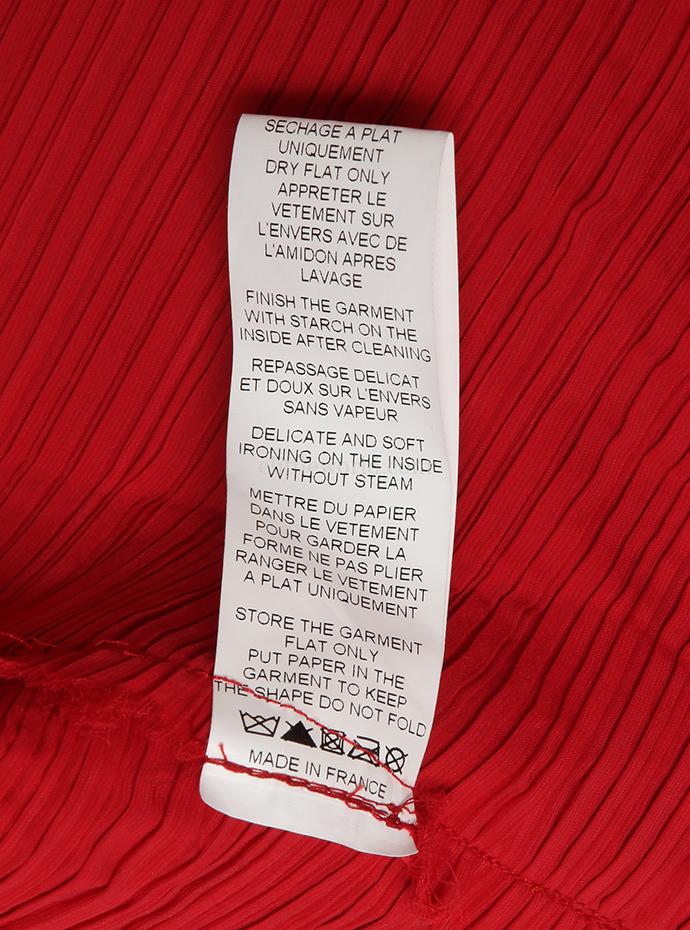 SECHAGE A PLAT
UNIQUEMENT
DRY FLAT ONLY
APPRETER LE
VETEMENT SUR
L'ENVERS AVEC DE
L'AMIDON APRES
LAVAGE
FINISH THE GARMENT
WITH STARCH ON THE
INSIDE AFTER CLEANING
REPASSAGE DELICAT
ET DOUX SUR L'ENVERS
SANS VAPEUR
DELICATE AND SOFT
IRONING ON THE INSIDE
WITHOUT STEAM
METTRE DU PAPIER
DANS LE VETEMENT
POUR GARDER LA
FORME NE PAS PLIER
RANGER LE VETEMENT
A PLAT UNIQUEMENT
STORE THE GARMENT
FLAT ONLY
PUT PAPER IN THE
GARMENT TO KEEP
THE SHAPE DO NOT FOLD
MADE IN FRANCE